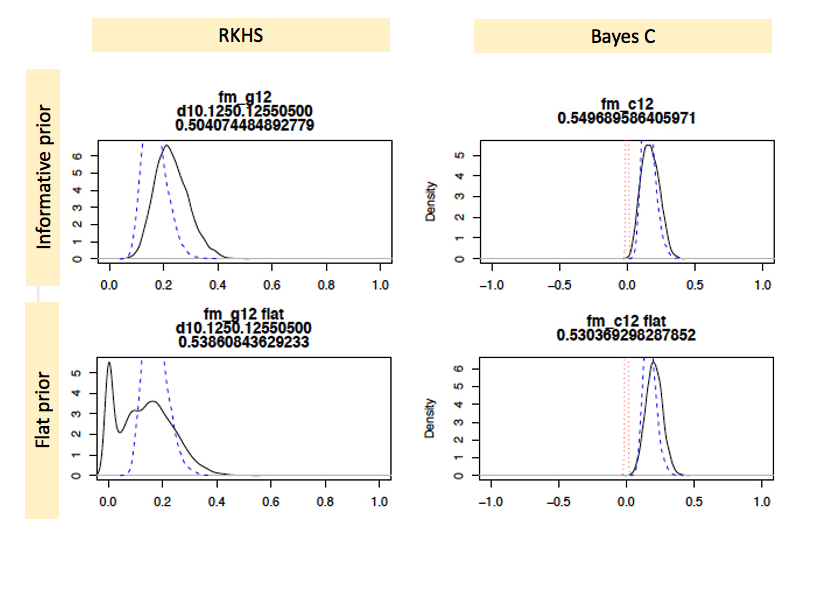 RKHS
Bayes C
Informative prior
fm_g12
d10.1250.12550500
0.504074484892779
0 1 2 3 4 5 6
0.0 0.2 0.4 0.6 0.8 1.0
fm_c12
0.549689586405971
Density
0 1 2 3 4 5
−1.0 −0.5 0.0 0.5 1.0
Flat prior
fm_g12 flat
d10.1250.12550500
0.53860843629233
0 1 2 3 4 5
0.0 0.2 0.4 0.6 0.8 1.0
fm_c12 flat
0.530369298287852
Density
0 1 2 3 4 5 6
−1.0 −0.5 0.0 0.5 1.0